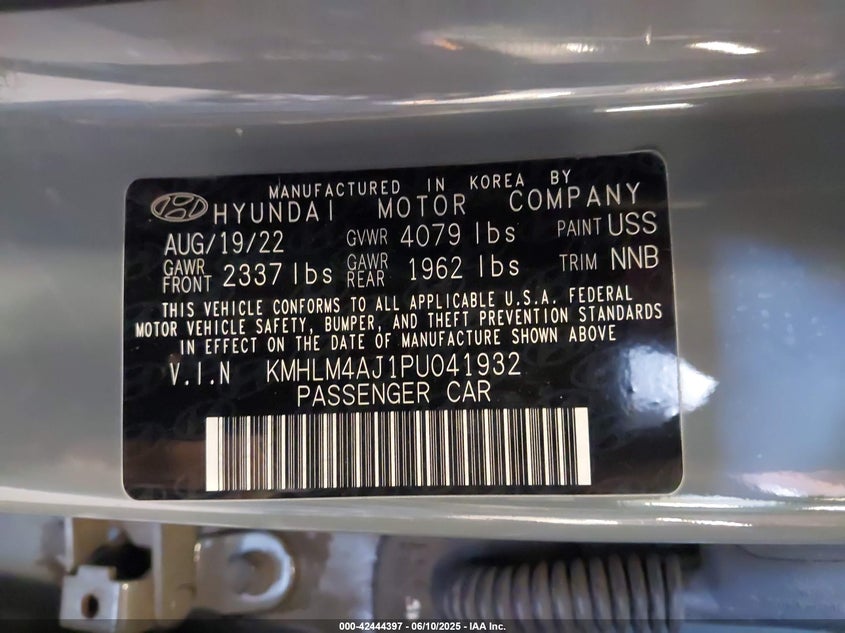 MANUFACTURED IN KOREA BY
HYUNDAI MOTOR COMPANY
AUG/19/22 GVWR 4079 lbs PAINT USS
GAWR FRONT 2337 lbs GAWR REAR 1962 lbs TRIM NNB
THIS VEHICLE CONFORMS TO ALL APPLICABLE U.S.A. FEDERAL
MOTOR VEHICLE SAFETY, BUMPER, AND THEFT PREVENTION STANDARDS
IN EFFECT ON THE DATE OF MANUFACTURE SHOWN ABOVE
V.I.N KMHLM4AJ1PU041932
PASSENGER CAR
000-42444397 - 06/10/2025 - IAA Inc.